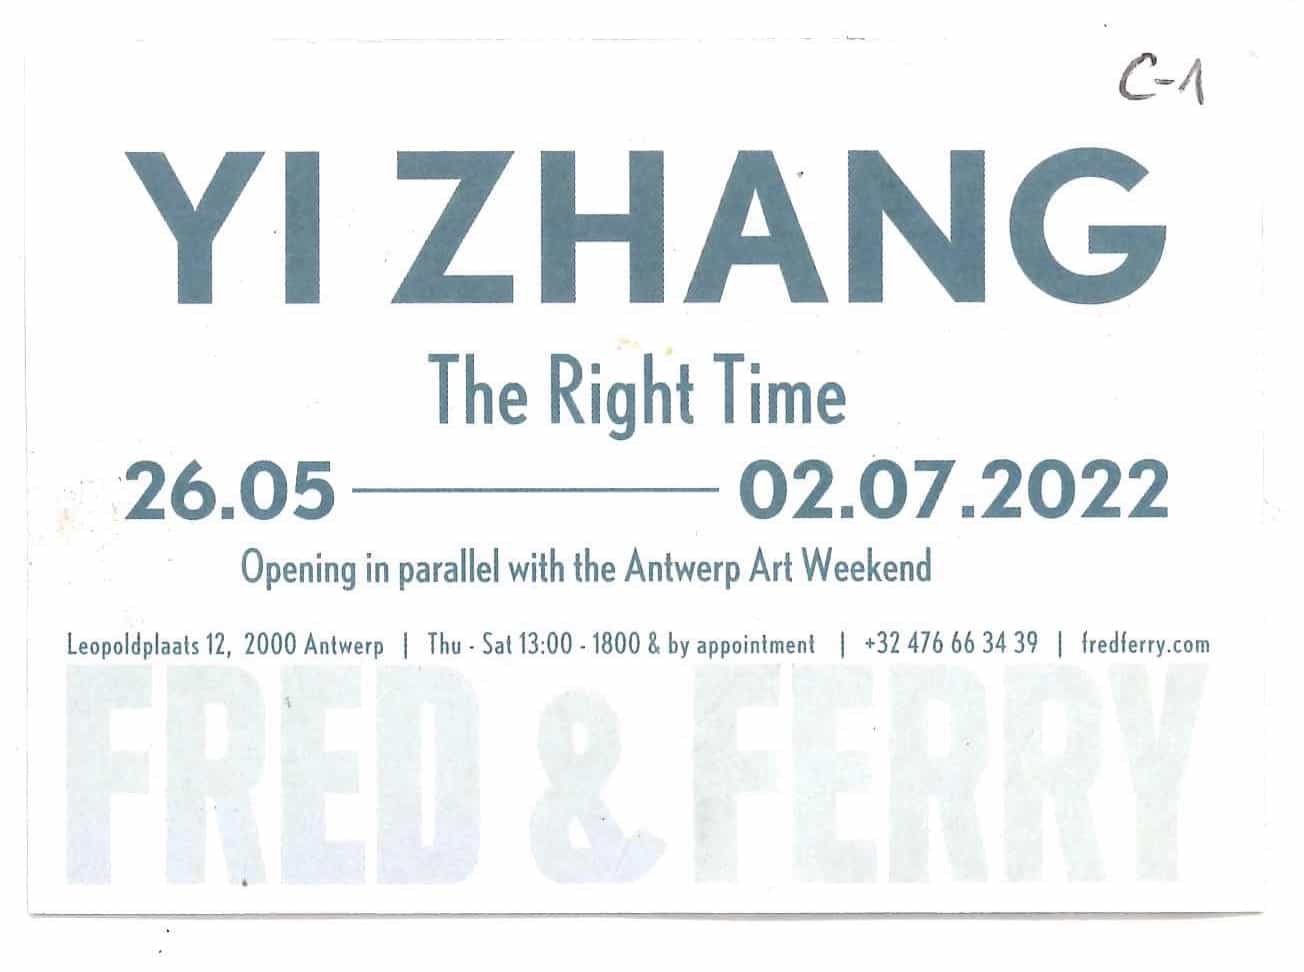 C-1
YI ZHANG
The Right Time
26.05 — 02.07.2022
Opening in parallel with the Antwerp Art Weekend
Leopoldplaats 12, 2000 Antwerp | Thu - Sat 13:00 - 1800 & by appointment | +32 476 66 34 39 | fredferry.com
FRED & FERRY